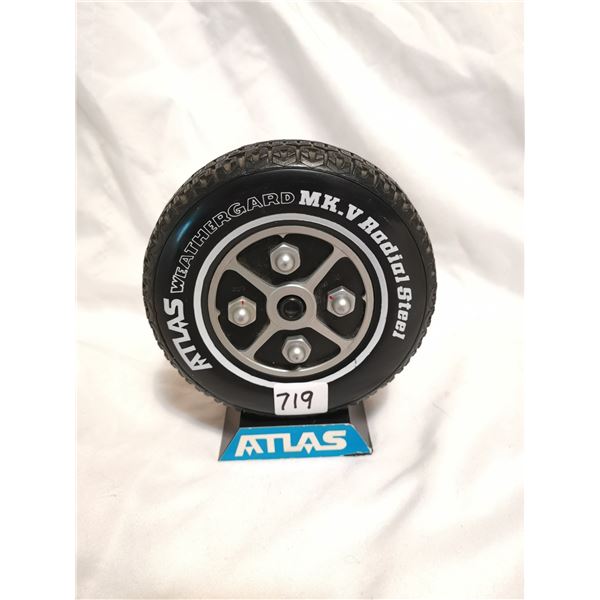 ATLAS WEATHERGARD MK.V Radial Steel
719
ATLAS